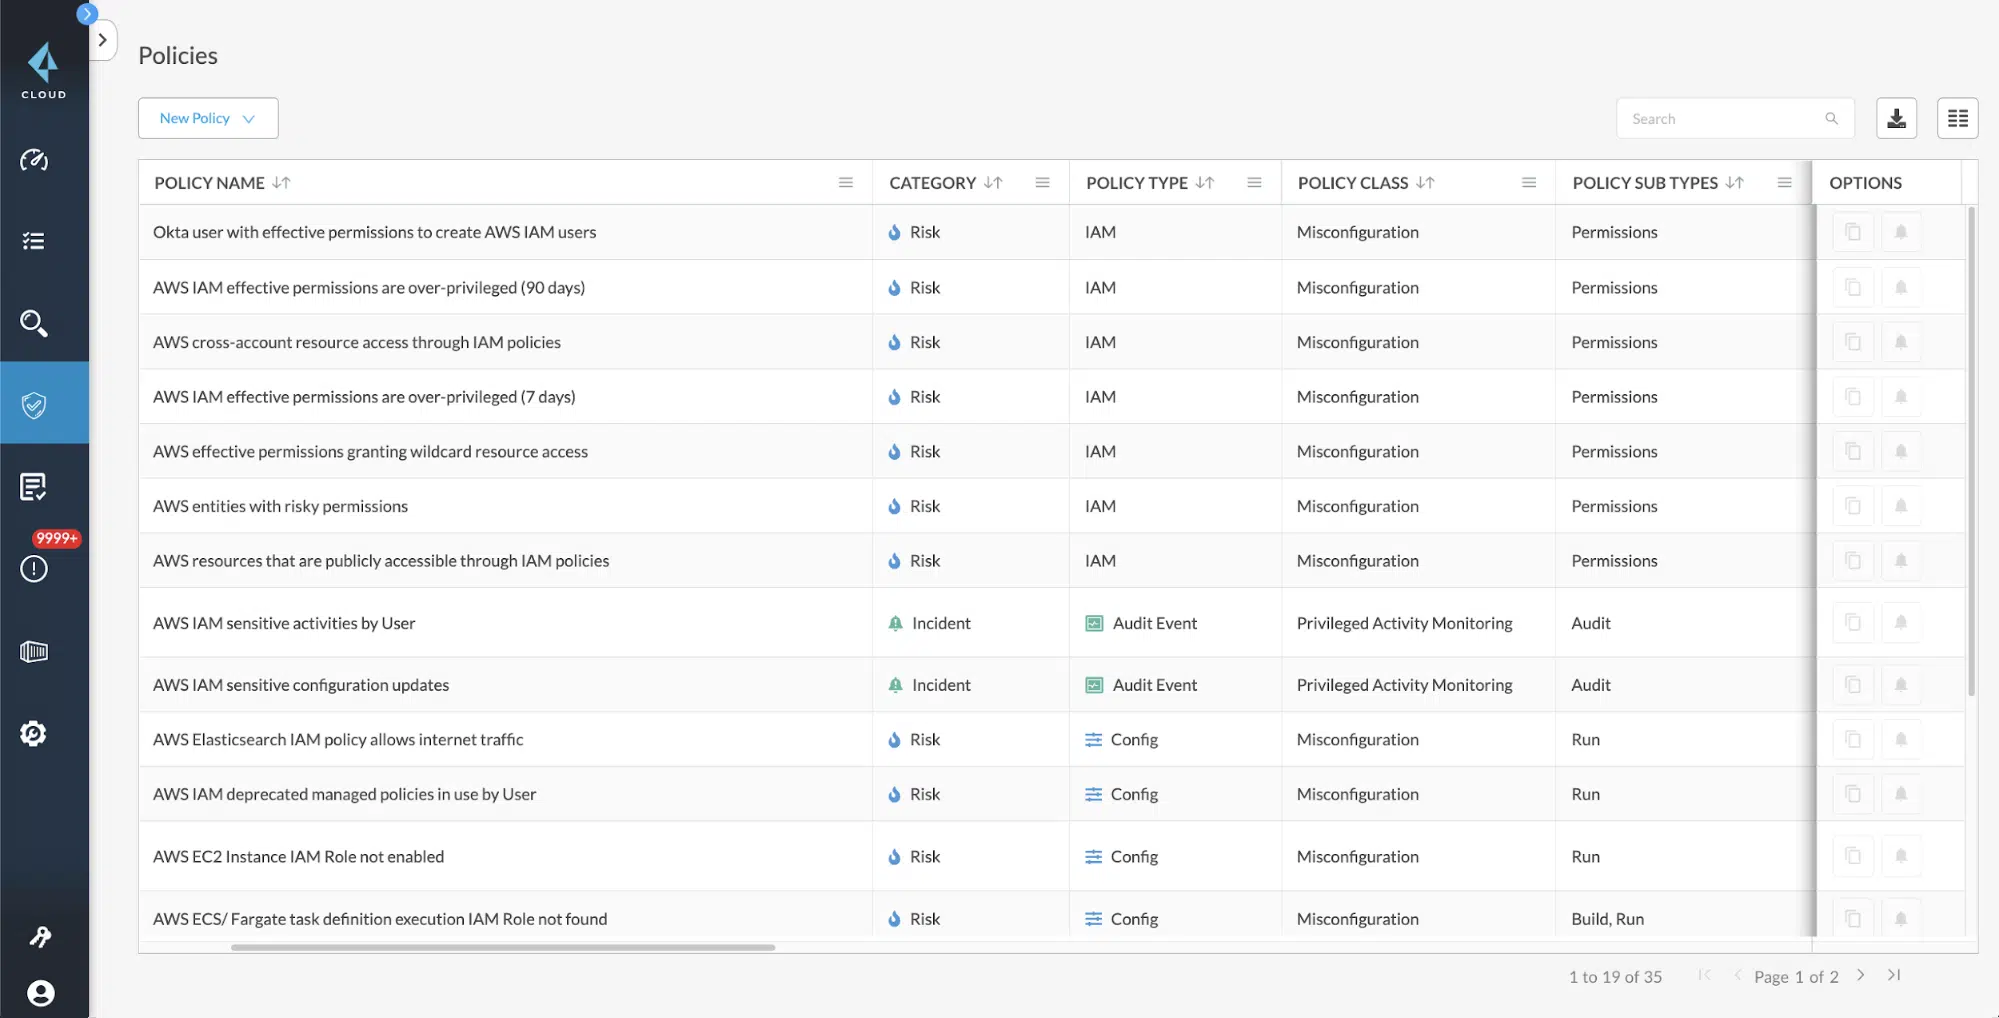 CLOUD
Policies
New Policy
Search
POLICY NAME CATEGORY POLICY TYPE POLICY CLASS POLICY SUB TYPES OPTIONS
Okta user with effective permissions to create AWS IAM users Risk IAM Misconfiguration Permissions
AWS IAM effective permissions are over-privileged (90 days) Risk IAM Misconfiguration Permissions
AWS cross-account resource access through IAM policies Risk IAM Misconfiguration Permissions
AWS IAM effective permissions are over-privileged (7 days) Risk IAM Misconfiguration Permissions
AWS effective permissions granting wildcard resource access Risk IAM Misconfiguration Permissions
AWS entities with risky permissions Risk IAM Misconfiguration Permissions
9999+
AWS resources that are publicly accessible through IAM policies Risk IAM Misconfiguration Permissions
AWS IAM sensitive activities by User Incident Audit Event Privileged Activity Monitoring Audit
AWS IAM sensitive configuration updates Incident Audit Event Privileged Activity Monitoring Audit
AWS Elasticsearch IAM policy allows internet traffic Risk Config Misconfiguration Run
AWS IAM deprecated managed policies in use by User Risk Config Misconfiguration Run
AWS EC2 Instance IAM Role not enabled Risk Config Misconfiguration Run
AWS ECS/ Fargate task definition execution IAM Role not found Risk Config Misconfiguration Build, Run
1 to 19 of 35 Page 1 of 2